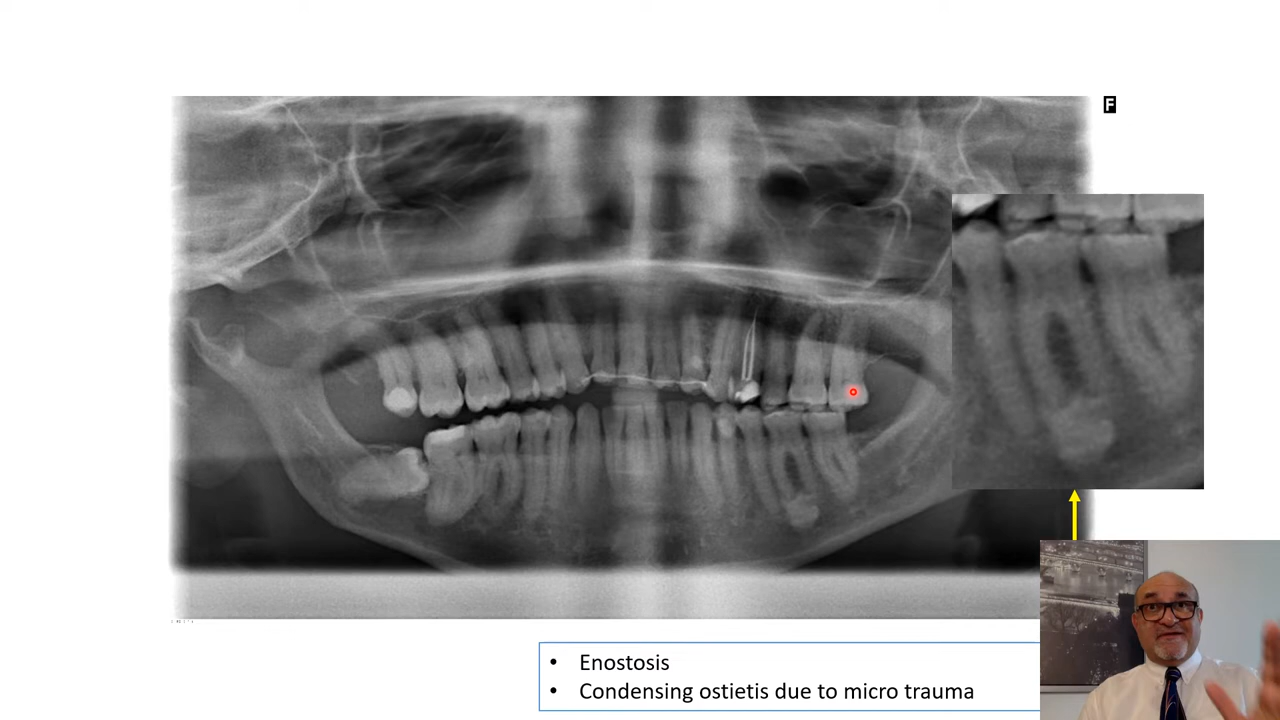 F
• Enostosis
• Condensing ostietis due to micro trauma